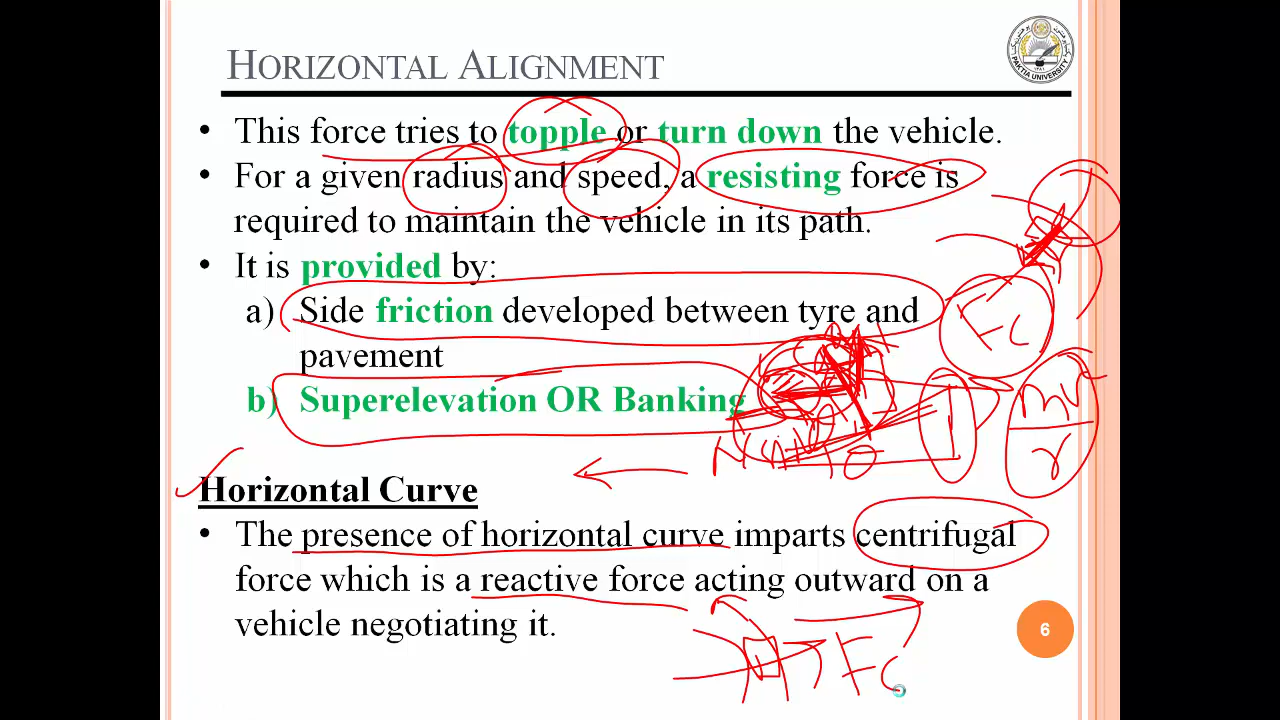 HORIZONTAL ALIGNMENT
PAKTIA UNIVERSITY
• This force tries to topple or turn down the vehicle.
• For a given radius and speed, a resisting force is
required to maintain the vehicle in its path.
• It is provided by:
a) Side friction developed between tyre and
pavement
b) Superelevation OR Banking
Fc
mv²
r
Horizontal Curve
• The presence of horizontal curve imparts centrifugal
force which is a reactive force acting outward on a
vehicle negotiating it.
6
Fc